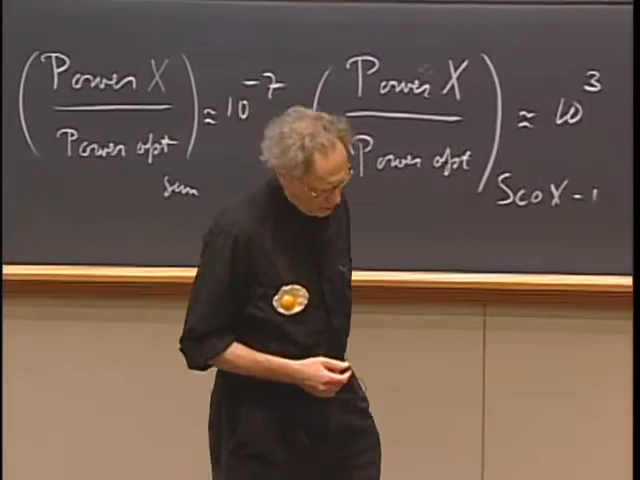 (Power X / Power opt) sun ≈ 10^-7
(Power X / Power opt) Sco X-1 ≈ 10^3